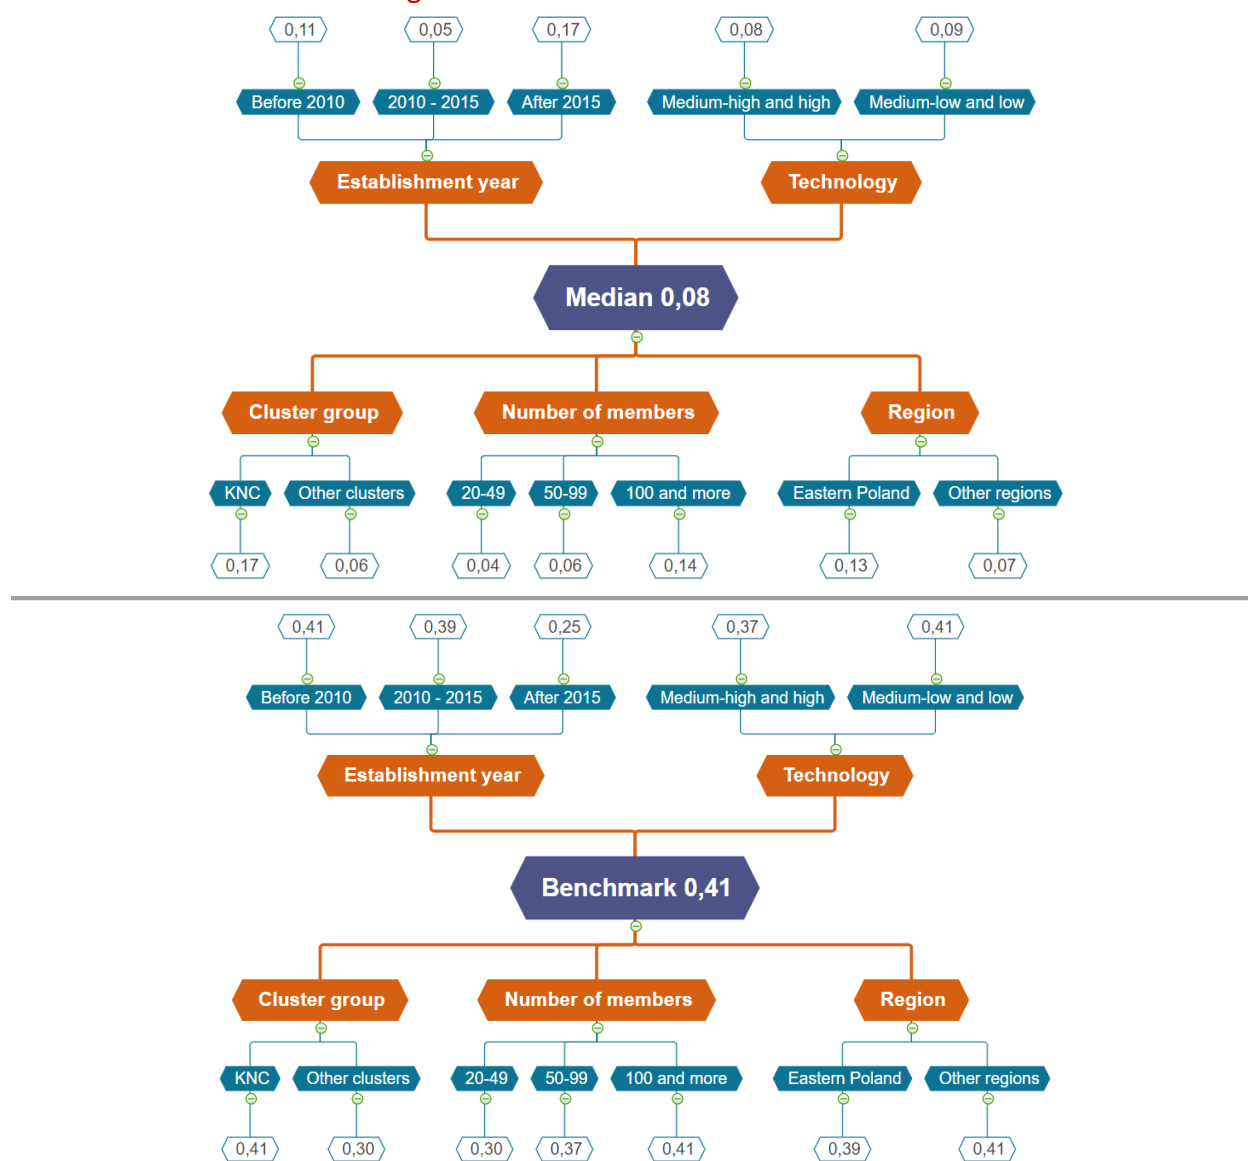 0,11 0,05 0,17 0,08 0,09
Before 2010 2010 - 2015 After 2015 Medium-high and high Medium-low and low
Establishment year Technology
Median 0,08
Cluster group Number of members Region
KNC Other clusters 20-49 50-99 100 and more Eastern Poland Other regions
0,17 0,06 0,04 0,06 0,14 0,13 0,07
0,41 0,39 0,25 0,37 0,41
Before 2010 2010 - 2015 After 2015 Medium-high and high Medium-low and low
Establishment year Technology
Benchmark 0,41
Cluster group Number of members Region
KNC Other clusters 20-49 50-99 100 and more Eastern Poland Other regions
0,41 0,30 0,30 0,37 0,41 0,39 0,41